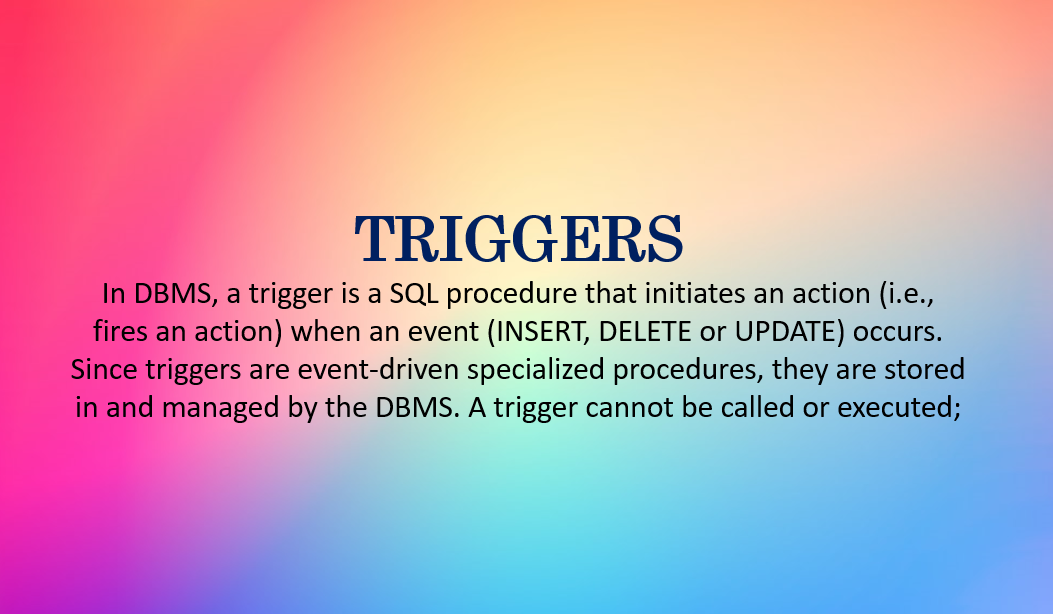 TRIGGERS
In DBMS, a trigger is a SQL procedure that initiates an action (i.e.,
fires an action) when an event (INSERT, DELETE or UPDATE) occurs.
Since triggers are event-driven specialized procedures, they are stored
in and managed by the DBMS. A trigger cannot be called or executed;